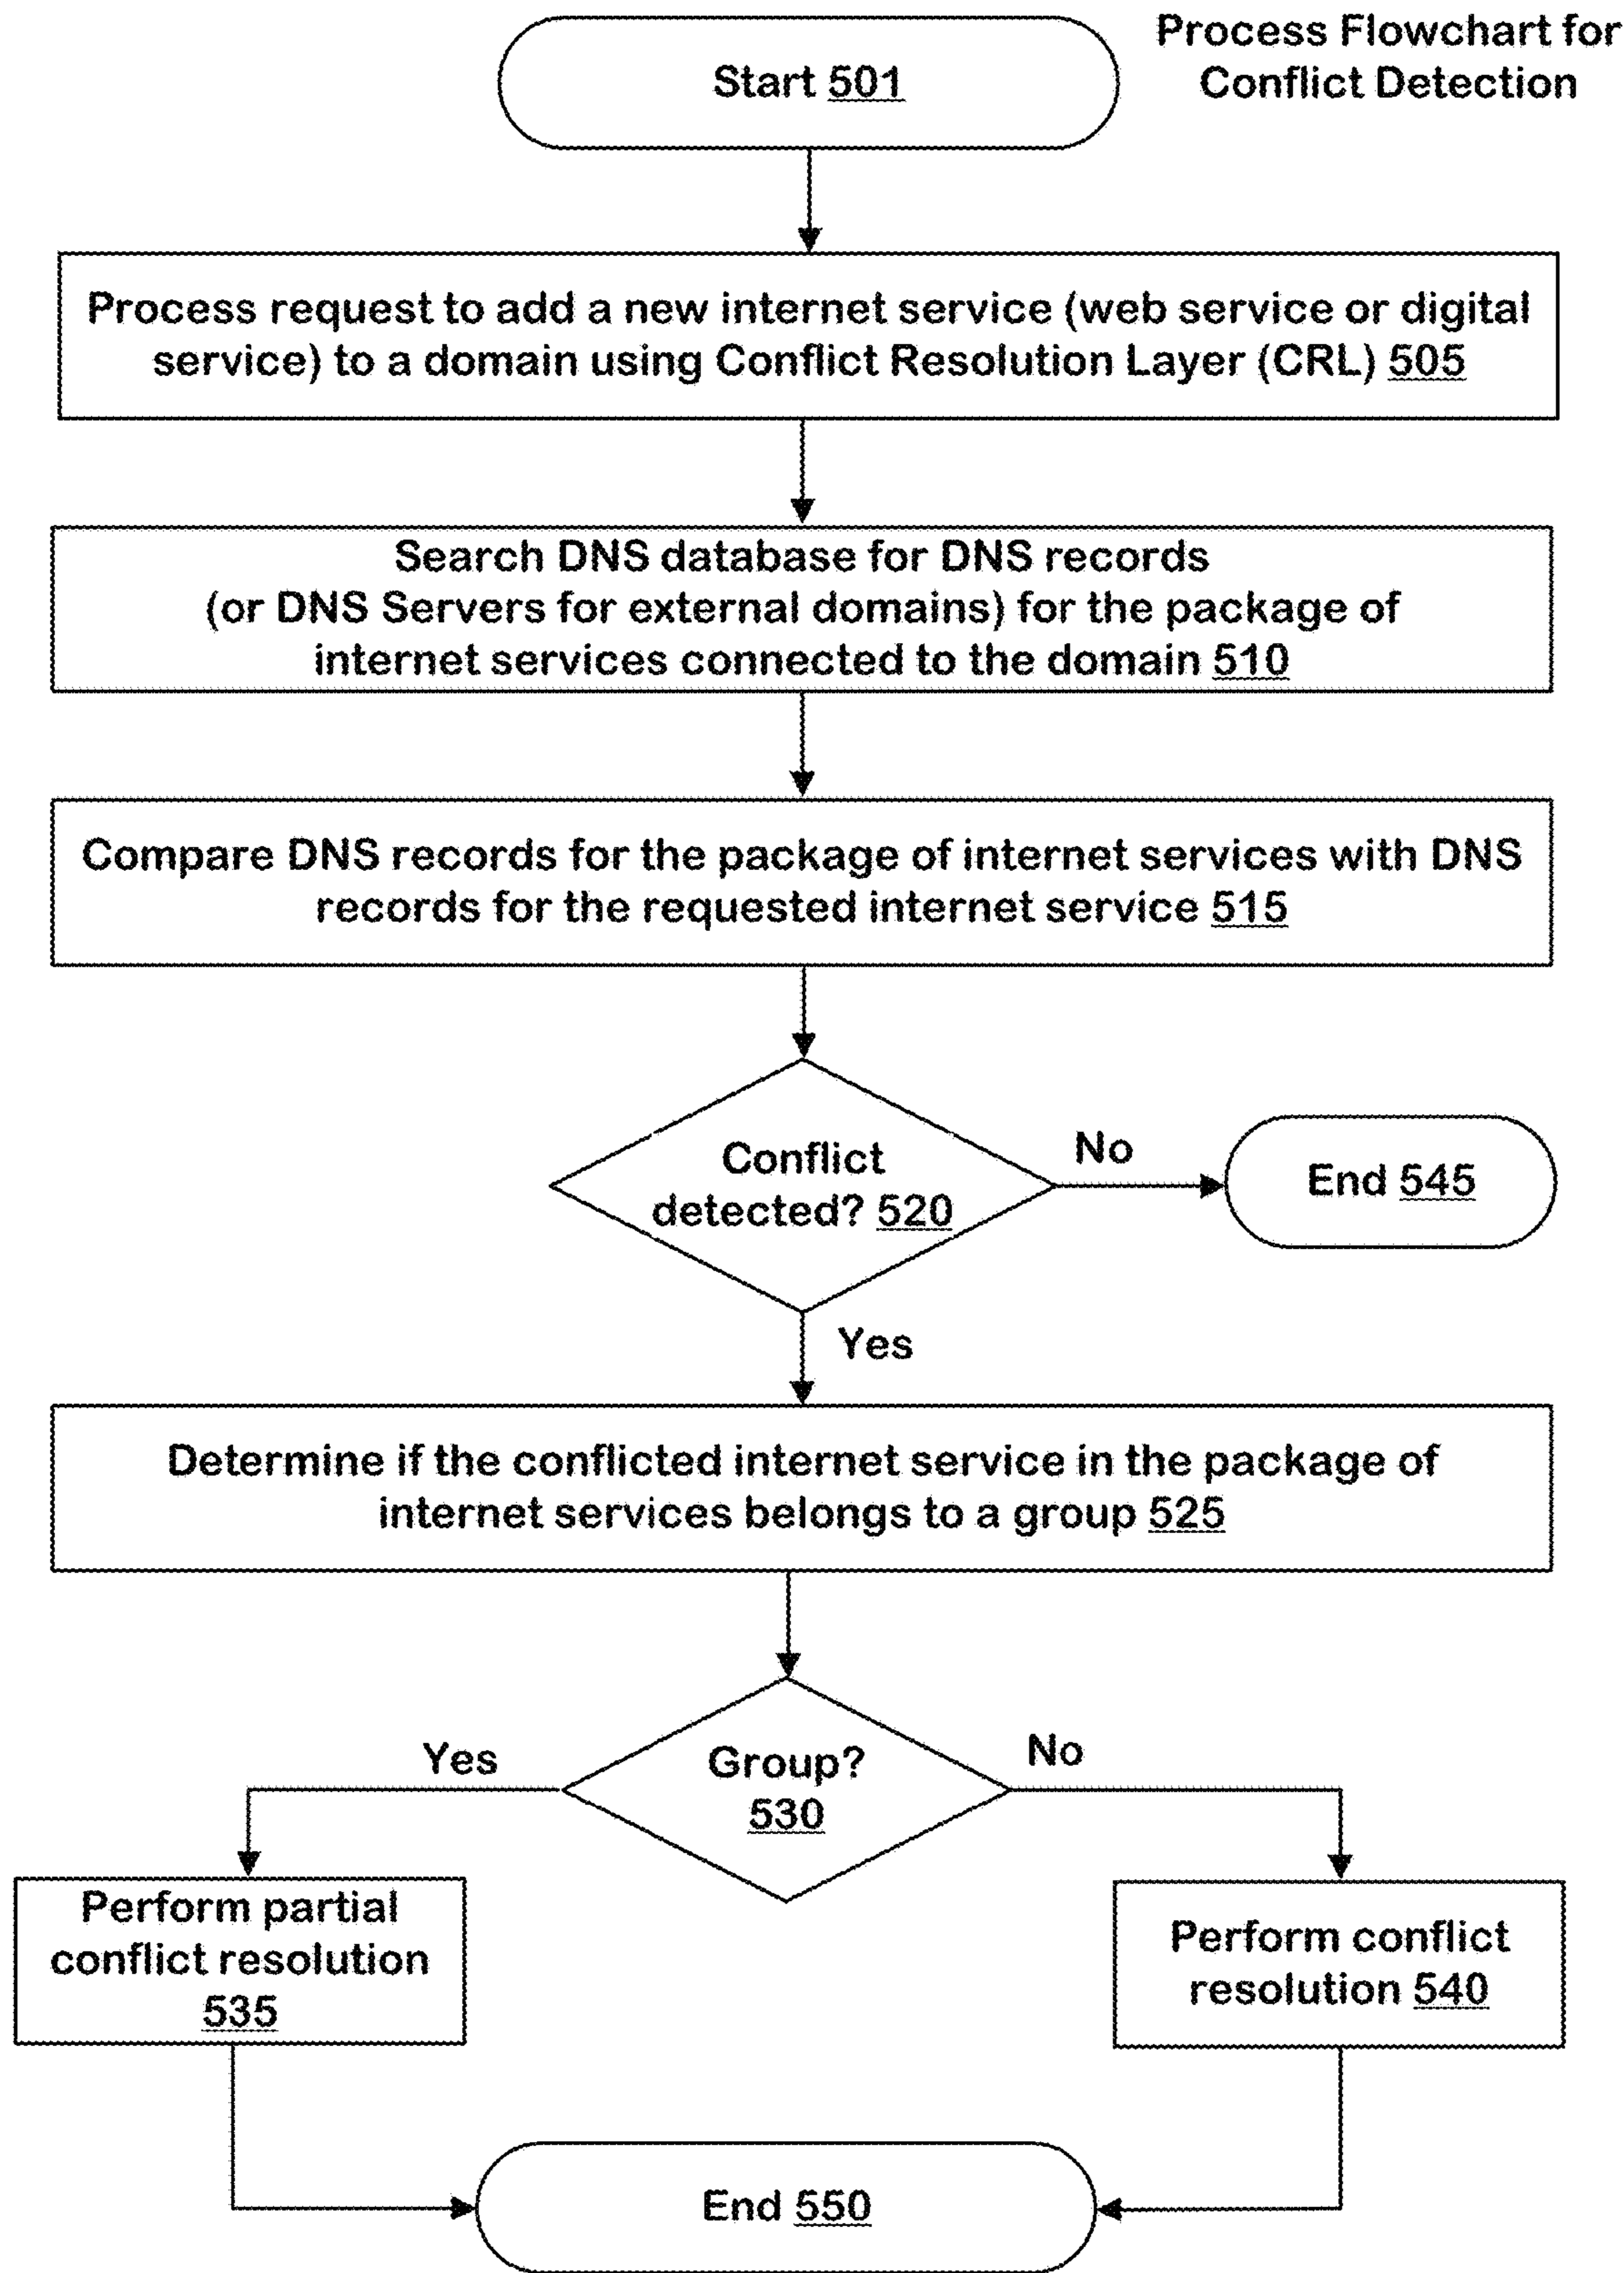 Process Flowchart for
Conflict Detection
Start 501
Process request to add a new internet service (web service or digital
service) to a domain using Conflict Resolution Layer (CRL) 505
Search DNS database for DNS records
(or DNS Servers for external domains) for the package of
internet services connected to the domain 510
Compare DNS records for the package of internet services with DNS
records for the requested internet service 515
Conflict
detected? 520
No
End 545
Yes
Determine if the conflicted internet service in the package of
internet services belongs to a group 525
Group?
530
Yes
No
Perform partial
conflict resolution
535
Perform conflict
resolution 540
End 550